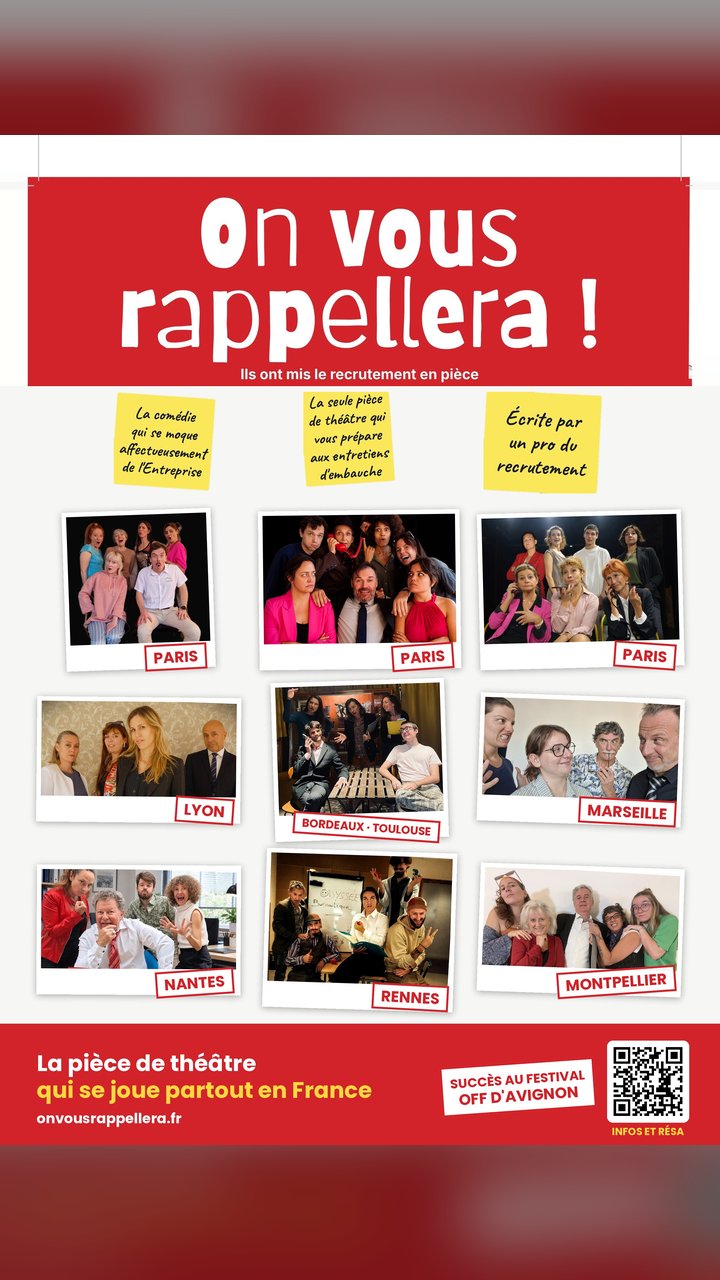 On vous
rappellera !
Ils ont mis le recrutement en pièce
La comédie
qui se moque
affectueusement
de l'Entreprise
La seule pièce
de théâtre qui
vous prépare
aux entretiens
d'embauche
Écrite par
un pro du
recrutement
PARIS
PARIS
PARIS
LYON
BORDEAUX · TOULOUSE
MARSEILLE
NANTES
RENNES
MONTPELLIER
La pièce de théâtre
qui se joue partout en France
onvousrappellera.fr
SUCCÈS AU FESTIVAL
OFF D'AVIGNON
INFOS ET RÉSA